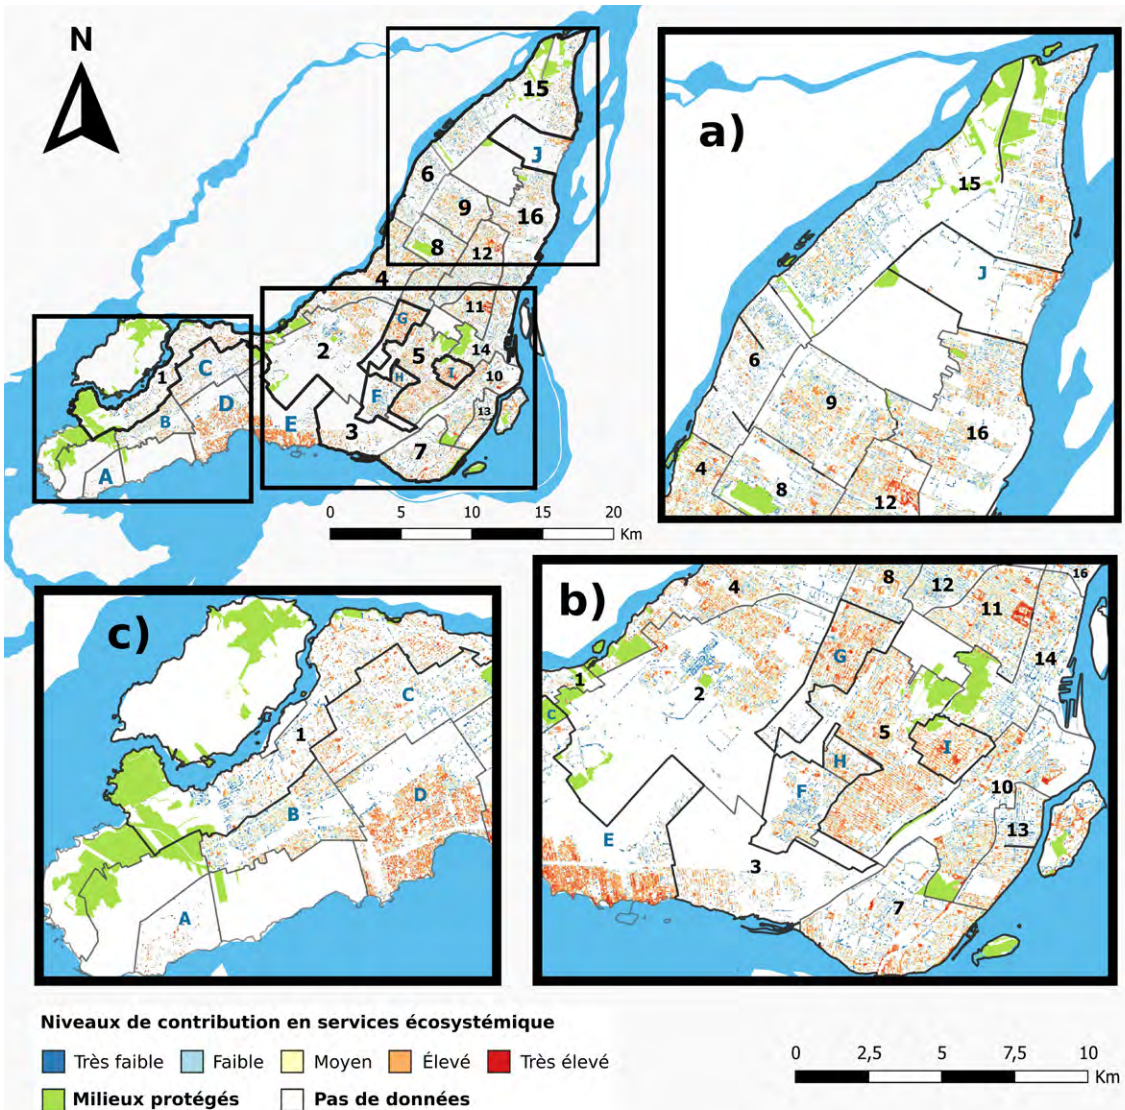 N
15
J
6
9
16
8
12
4
11
G
2
5
14
1
C
H
I
10
F
B
D
E
13
3
7
A
0 5 10 15 20 Km
a)
15
J
6
9
16
4
8
12
c)
C
1
D
B
A
b)
16
4
8
12
11
14
G
1
2
C
5
I
H
10
F
13
E
3
7
Niveaux de contribution en services écosystémique
Très faible Faible Moyen Élevé Très élevé
Milieux protégés Pas de données
0 2,5 5 7,5 10
Km